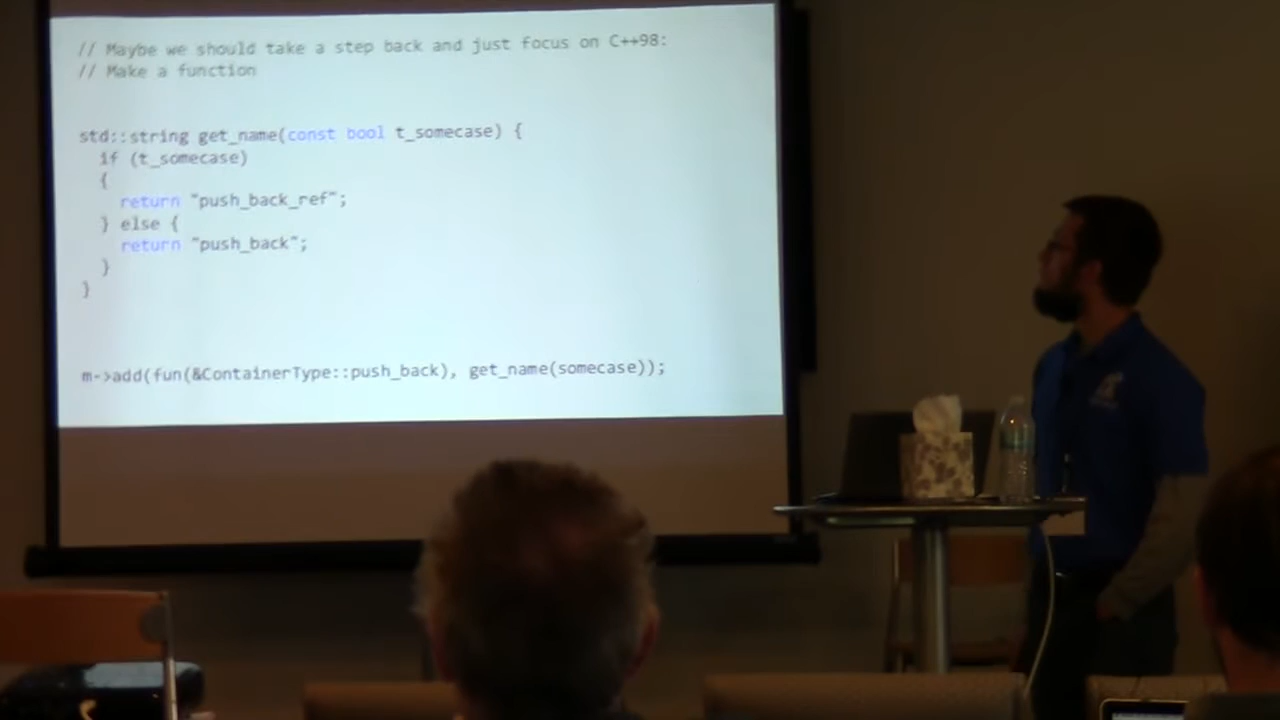 // Maybe we should take a step back and just focus on C++98:
// Make a function
std::string get_name(const bool t_somecase) {
if (t_somecase)
{
return "push_back_ref";
} else {
return "push_back";
}
}
m->add(fun(&ContainerType::push_back), get_name(somecase));